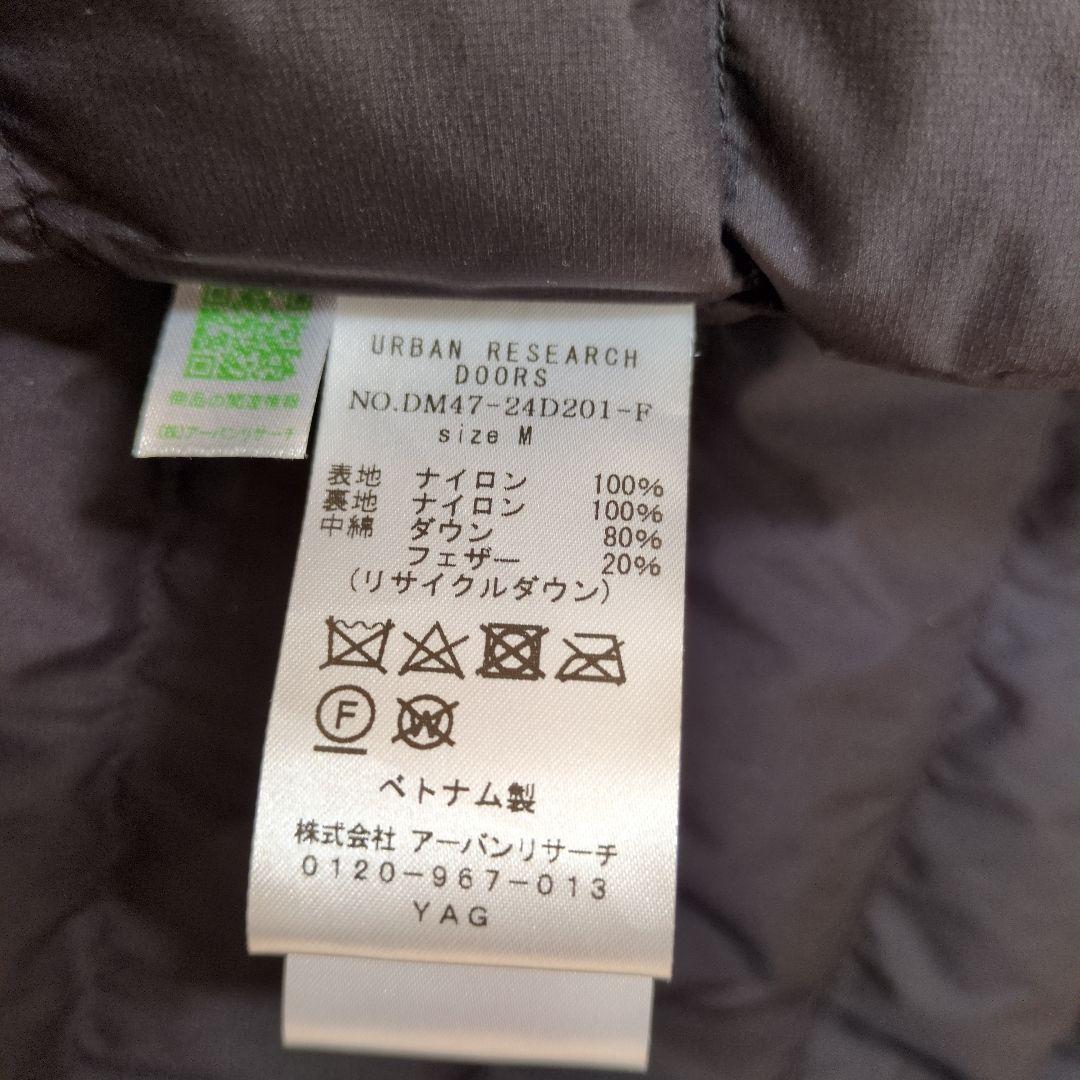 商品の関連情報
(株)アーバンリサーチ
URBAN RESEARCH
DOORS
NO.DM47-24D201-F
size M
表地 ナイロン 100%
裏地 ナイロン 100%
中綿 ダウン 80%
フェザー 20%
(リサイクルダウン)
F
W
ベトナム製
株式会社 アーバンリサーチ
0120-967-013
YAG